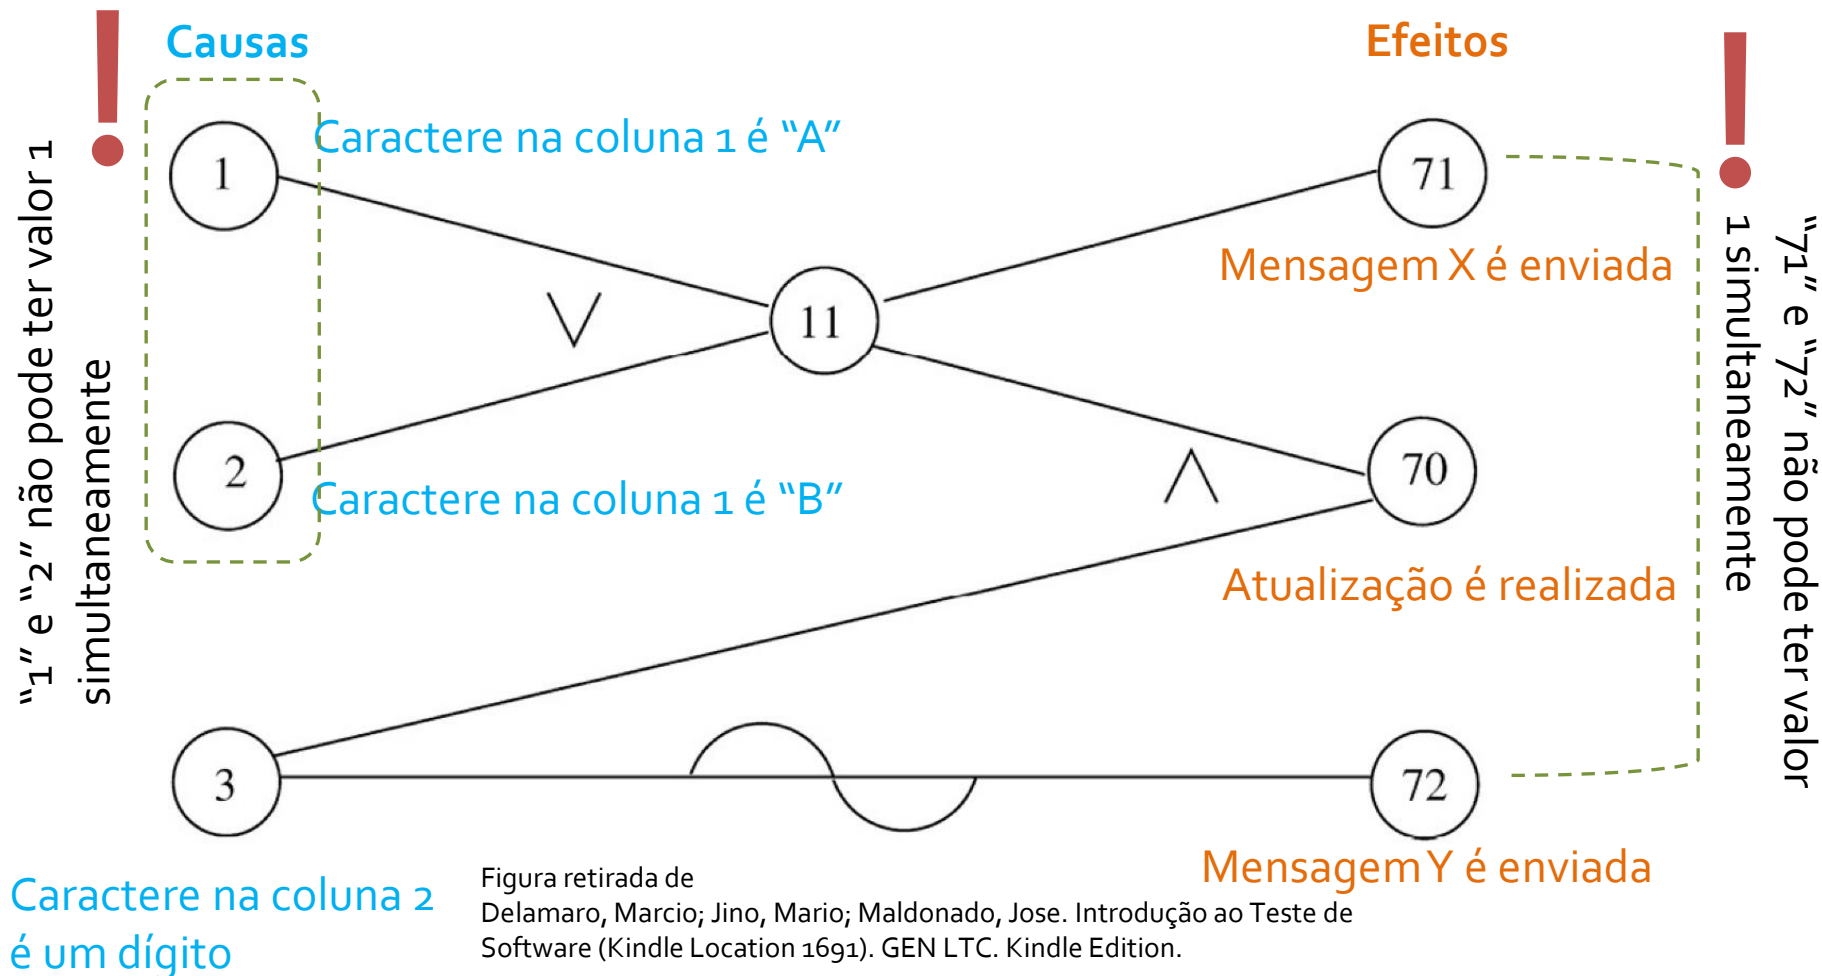 Causas
Efeitos
Caractere na coluna 1 é “A”
1
71
Mensagem X é enviada
11
2
Caractere na coluna 1 é “B”
70
Atualização é realizada
3
72
Mensagem Y é enviada
Caractere na coluna 2
é um dígito
“1” e “2” não pode ter valor 1
simultaneamente
“71” e “72” não pode ter valor
1 simultaneamente
Figura retirada de
Delamaro, Marcio; Jino, Mario; Maldonado, Jose. Introdução ao Teste de
Software (Kindle Location 1691). GEN LTC. Kindle Edition.